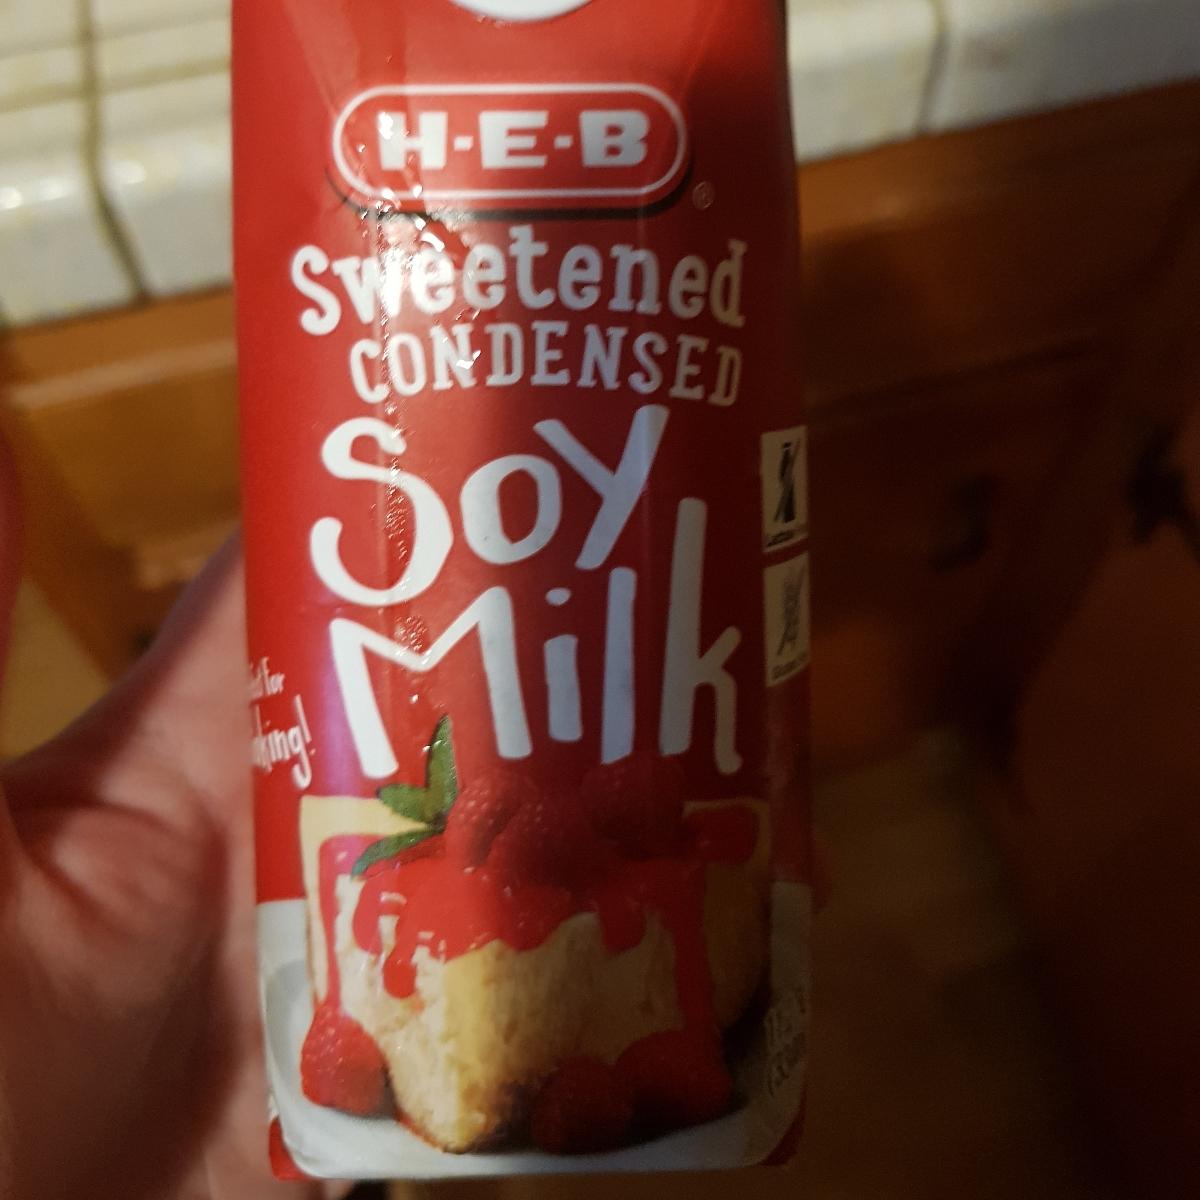 H-E-B
®
Sweetened
CONDENSED
Soy
Milk